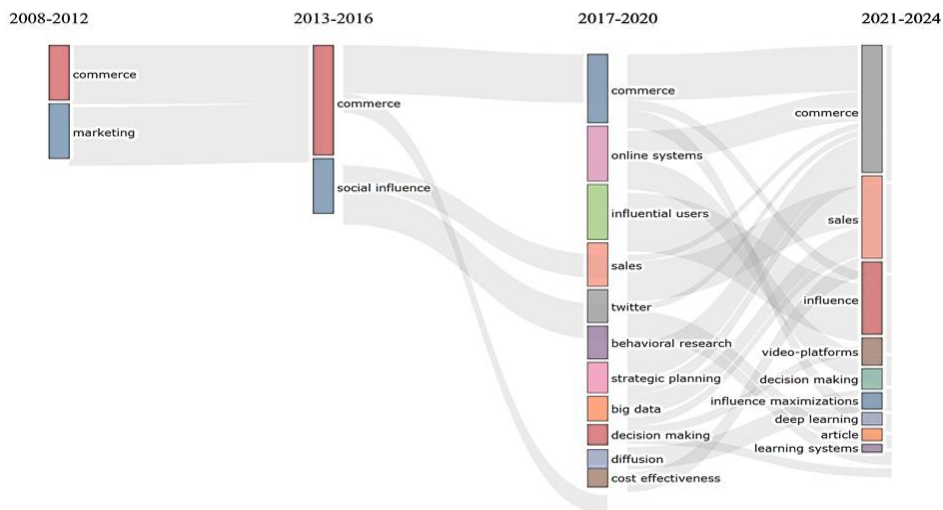 2008-2012
2013-2016
2017-2020
2021-2024
commerce
marketing
commerce
social influence
commerce
online systems
influential users
sales
twitter
behavioral research
strategic planning
big data
decision making
diffusion
cost effectiveness
commerce
sales
influence
video-platforms
decision making
influence maximizations
deep learning
article
learning systems